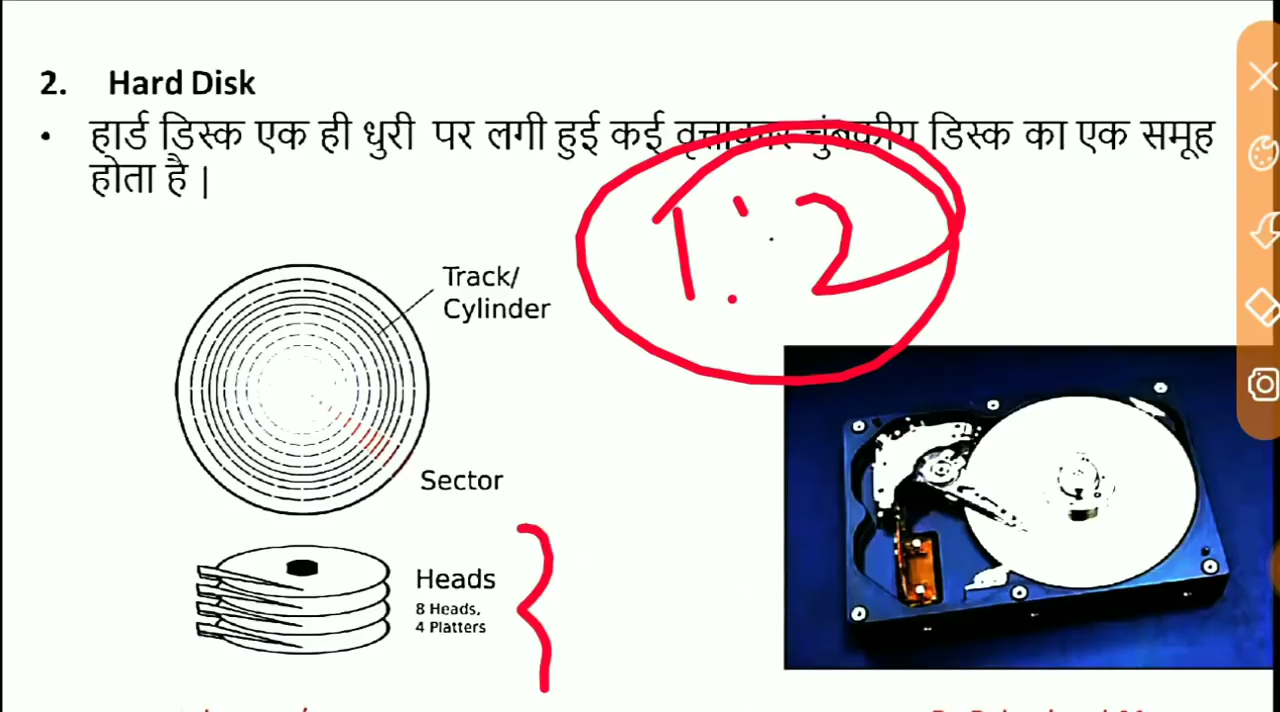 2. Hard Disk
• हार्ड डिस्क एक ही धुरी पर लगी हुई कई वृत्ताकार चुंबकीय डिस्क का एक समूह
होता है |
1:2
Track/
Cylinder
Sector
Heads
8 Heads,
4 Platters